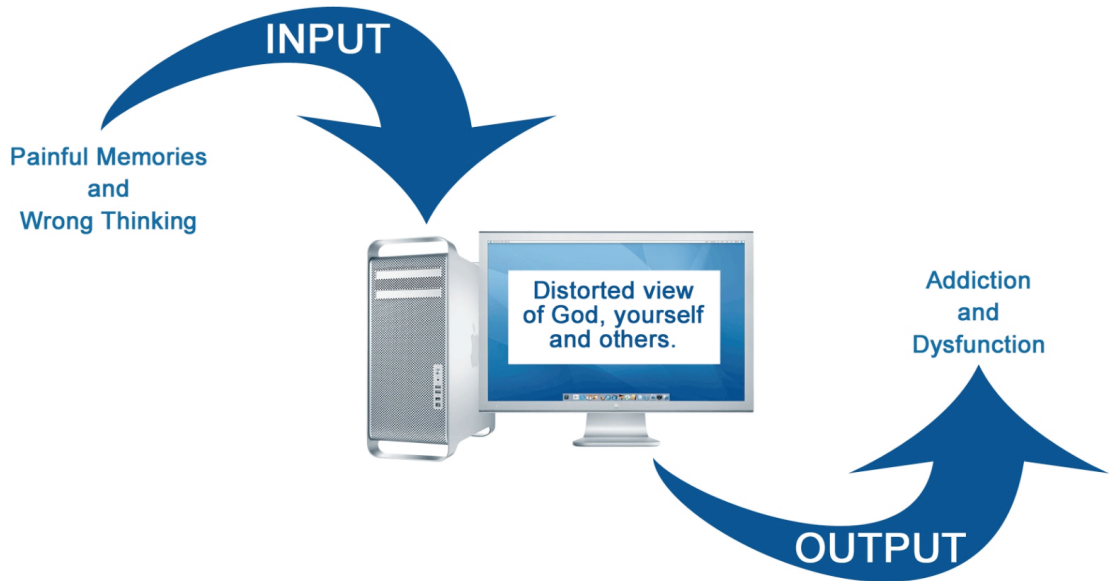 INPUT
Painful Memories
and
Wrong Thinking
Distorted view
of God, yourself
and others.
Addiction
and
Dysfunction
OUTPUT